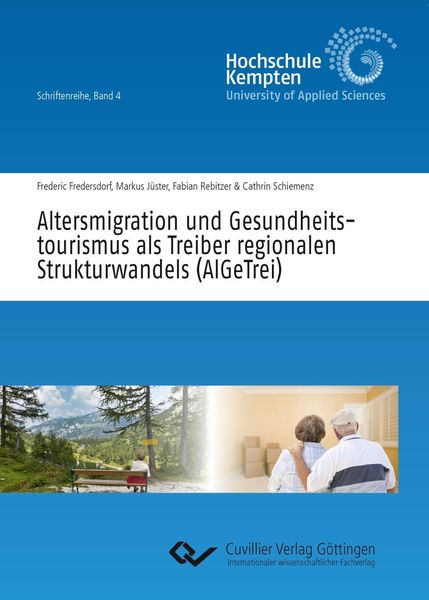 Hochschule
Kempten
University of Applied Sciences
Schriftenreihe, Band 4
Frederic Fredersdorf, Markus Jüster, Fabian Rebitzer & Cathrin Schiemenz
Altersmigration und Gesundheits-
tourismus als Treiber regionalen
Strukturwandels (AlGeTrei)
Cuvillier Verlag Göttingen
Internationaler wissenschaftlicher Fachverlag